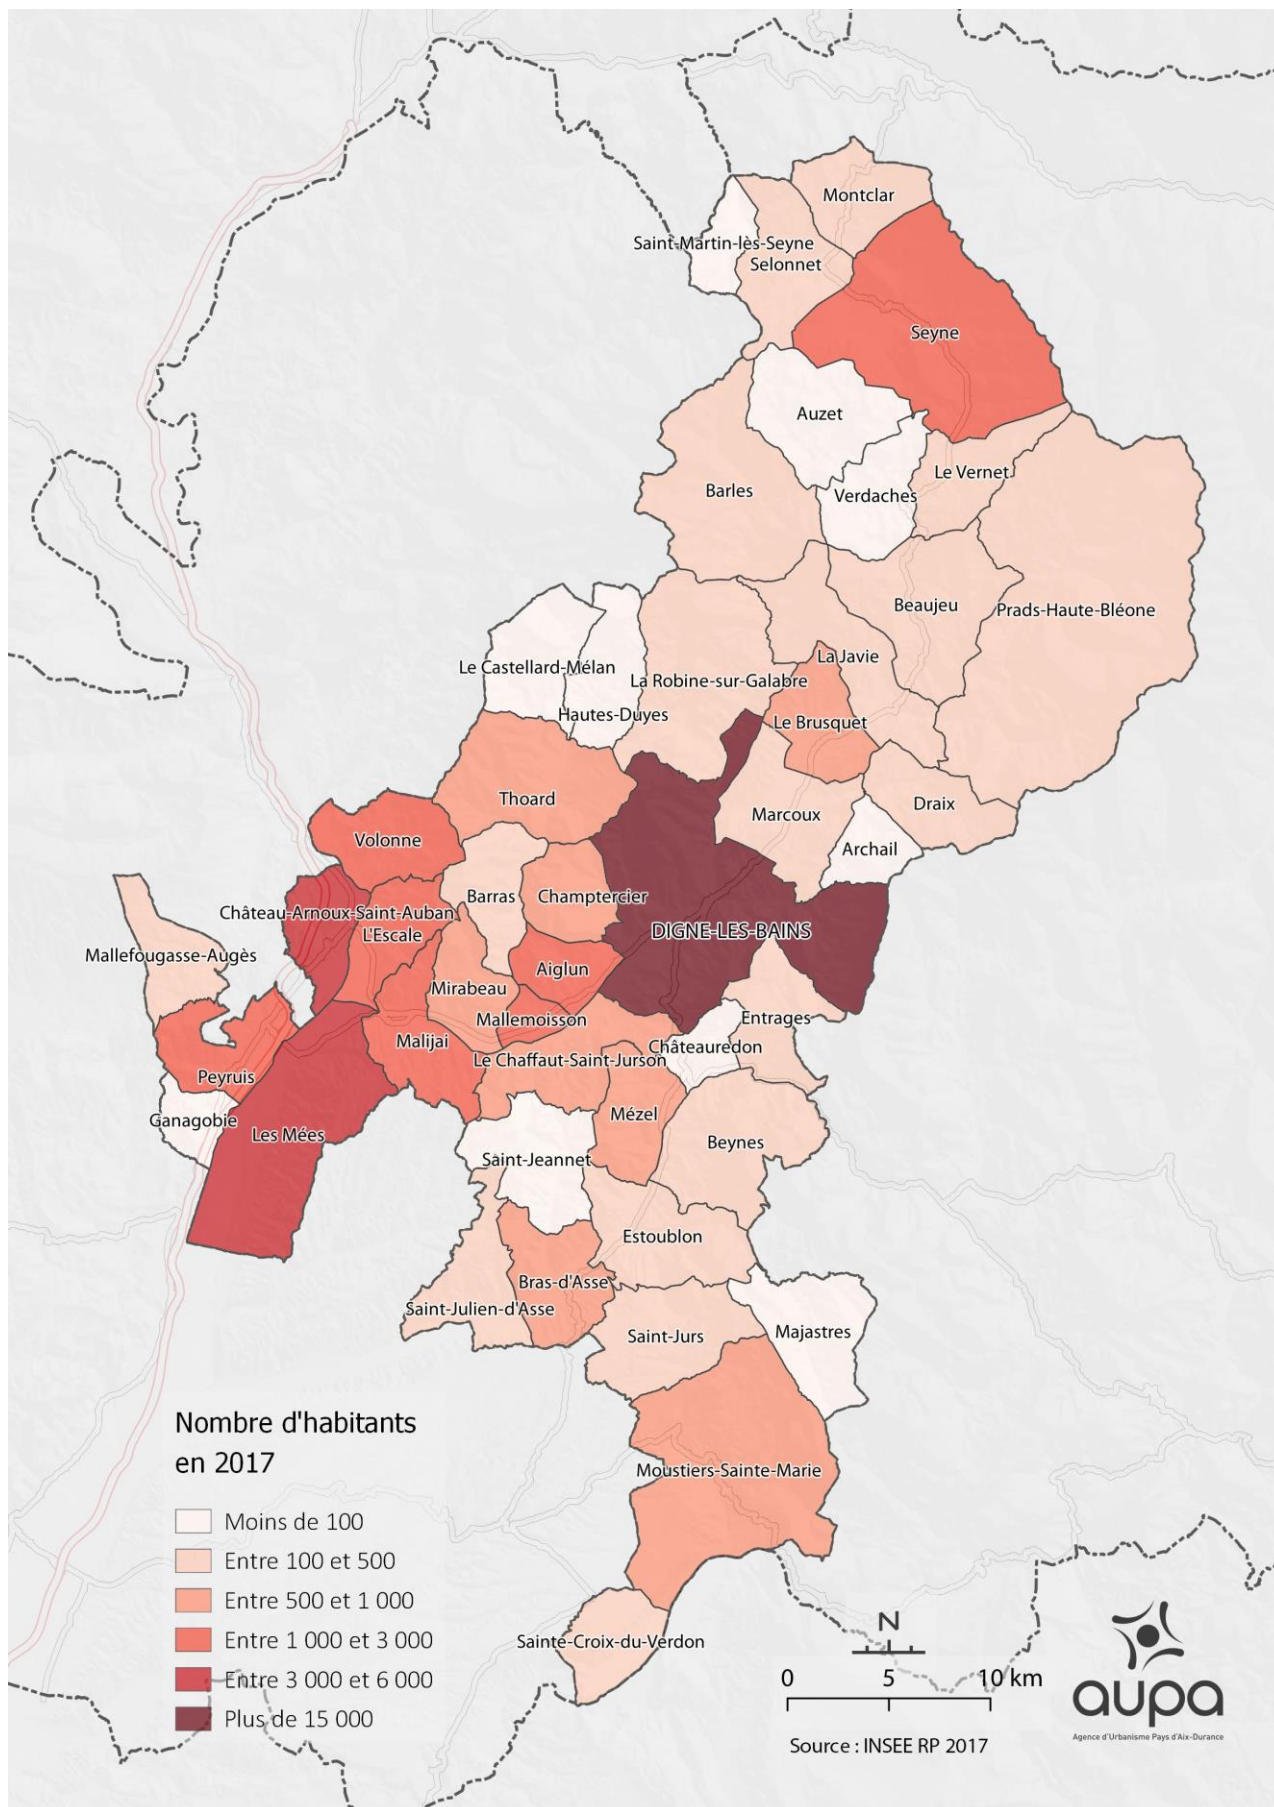 Montclar
Saint-Martin-lès-Seyne
Selonnet
Seyne
Auzet
Le Vernet
Barles
Verdaches
Beaujeu
Prads-Haute-Bléone
La Javie
Le Castellard-Mélan
La Robine-sur-Galabre
Hautes-Duyes
Le Brusquet
Thoard
Draix
Marcoux
Volonne
Archail
Barras
Champtercier
Château-Arnoux-Saint-Auban
DIGNE-LES-BAINS
L'Escale
Mallefougasse-Augès
Aiglun
Mirabeau
Entrages
Mallemoisson
Malijai
Châteauredon
Le Chaffaut-Saint-Jurson
Peyruis
Mézel
Ganagobie
Les Mées
Beynes
Saint-Jeannet
Estoublon
Bras-d'Asse
Saint-Julien-d'Asse
Majastres
Saint-Jurs
Moustiers-Sainte-Marie
Sainte-Croix-du-Verdon
Nombre d'habitants
en 2017
Moins de 100
Entre 100 et 500
Entre 500 et 1 000
Entre 1 000 et 3 000
Entre 3 000 et 6 000
Plus de 15 000
N
0 5 10 km
Source : INSEE RP 2017
aupa
Agence d'Urbanisme Pays d'Aix-Durance